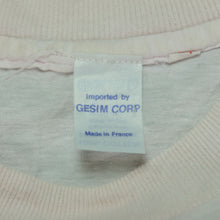 Imported by
GESIM CORP
Made in France